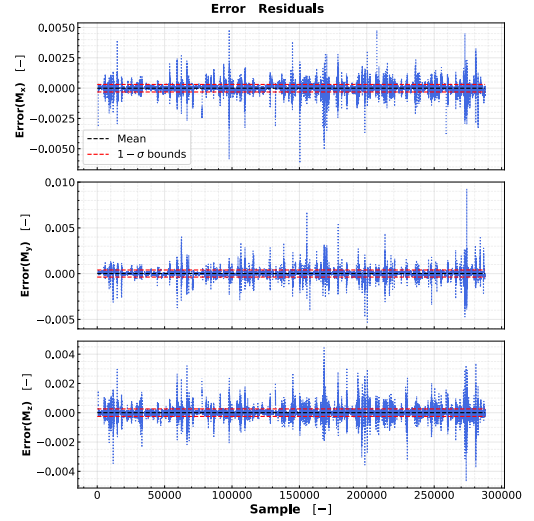 Error Residuals
Error(Mₓ) [−]
0.0050
0.0025
0.0000
−0.0025
−0.0050
Mean
1 − σ bounds
Error(Mᵧ) [−]
0.010
0.005
0.000
−0.005
Error(M_z) [−]
0.004
0.002
0.000
−0.002
−0.004
0 50000 100000 150000 200000 250000 300000
Sample [−]